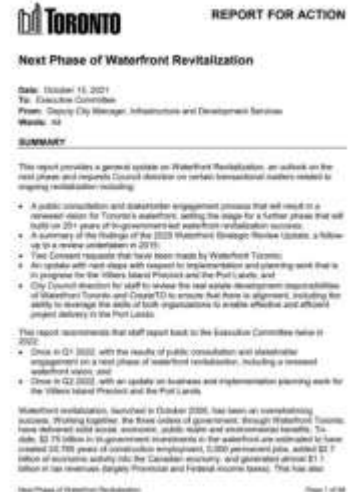 TORONTO
REPORT FOR ACTION
Next Phase of Waterfront Revitalization
Date: October 13, 2021
To: Executive Committee
From: Deputy City Manager, Infrastructure and Development Services
Wards: All
SUMMARY
This report provides a general update on Waterfront Revitalization, an outlook on the
next phase and requests Council direction on certain transactional matters related to
ongoing revitalization including:
• A public consultation and stakeholder engagement process that will result in a
renewed vision for Toronto's waterfront, setting the stage for a further phase that will
build on 20+ years of tri-government-led waterfront revitalization success;
• A summary of the findings of the Waterfront Strategic Review Update, a follow-
up to a review undertaken in 2015;
• Two Consent requests that have been made by Waterfront Toronto;
• An update with next steps with respect to implementation and planning work that is
in progress for the Villiers Island Precinct and the Port Lands; and
• City Council direction for staff to review the real estate development responsibilities
of Waterfront Toronto and CreateTO to ensure that there is alignment, including the
ability to leverage the skills of both organizations to enable effective and efficient
project delivery in the Port Lands.
This report recommends that staff report back to the Executive Committee twice in
2022:
• Once in Q1 2022, with the results of public consultation and stakeholder
engagement on a next phase of waterfront revitalization, including a renewed
waterfront vision; and
• Once in Q2 2022, with an update on business and implementation planning work for
the Villiers Island Precinct and the Port Lands.
Waterfront revitalization, launched in October 2000, has been an overwhelming
success. Working together, the three orders of government, through Waterfront Toronto,
have delivered solid social, economic, public realm and environmental benefits. To
date, billion in tri-government investments in the waterfront are estimated to have
created years of construction employment, permanent jobs, added
billion of economic activity into the Canadian economy, and generated almost $1.1
billion in tax revenues (largely Provincial and Federal income taxes). This has also
Next Phase of Waterfront Revitalization
Page 1 of